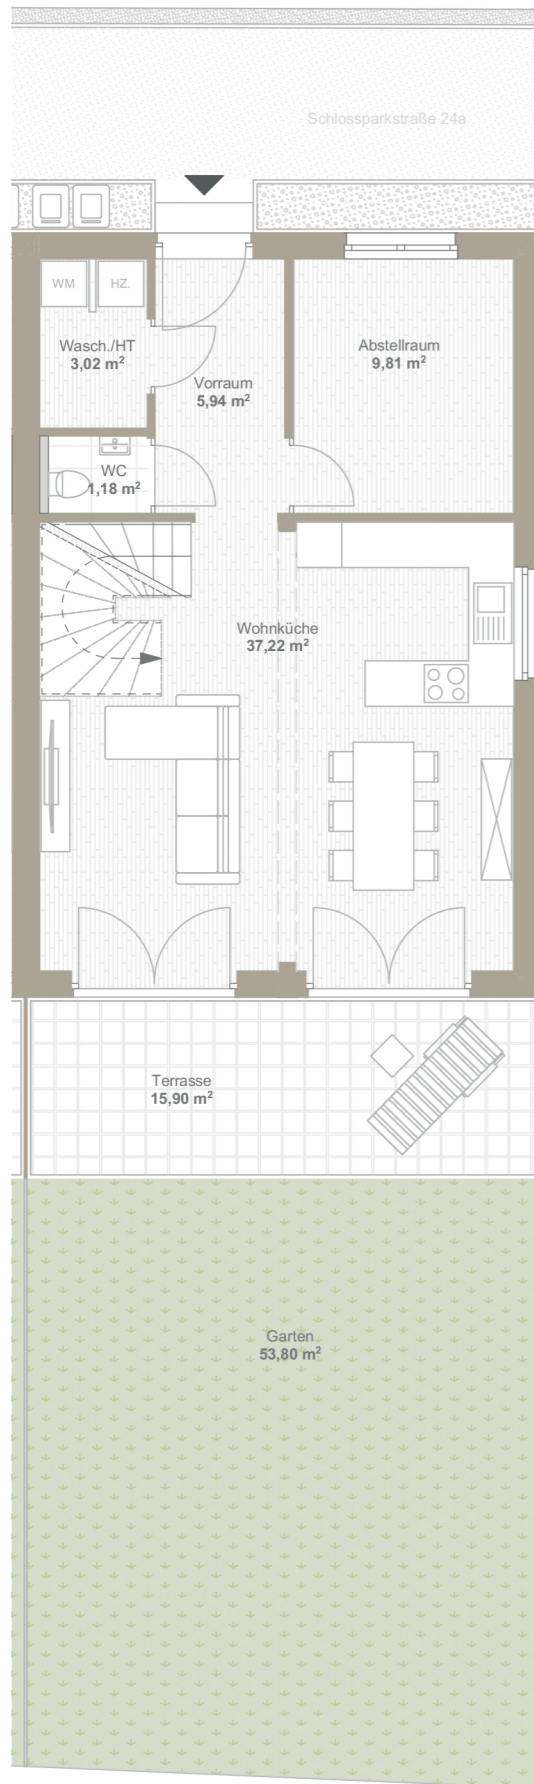 Schlossparkstraße 24a
WM
HZ.
Wasch./HT
3,02 m²
Vorraum
5,94 m²
Abstellraum
9,81 m²
WC
1,18 m²
Wohnküche
37,22 m²
Terrasse
15,90 m²
Garten
53,80 m²